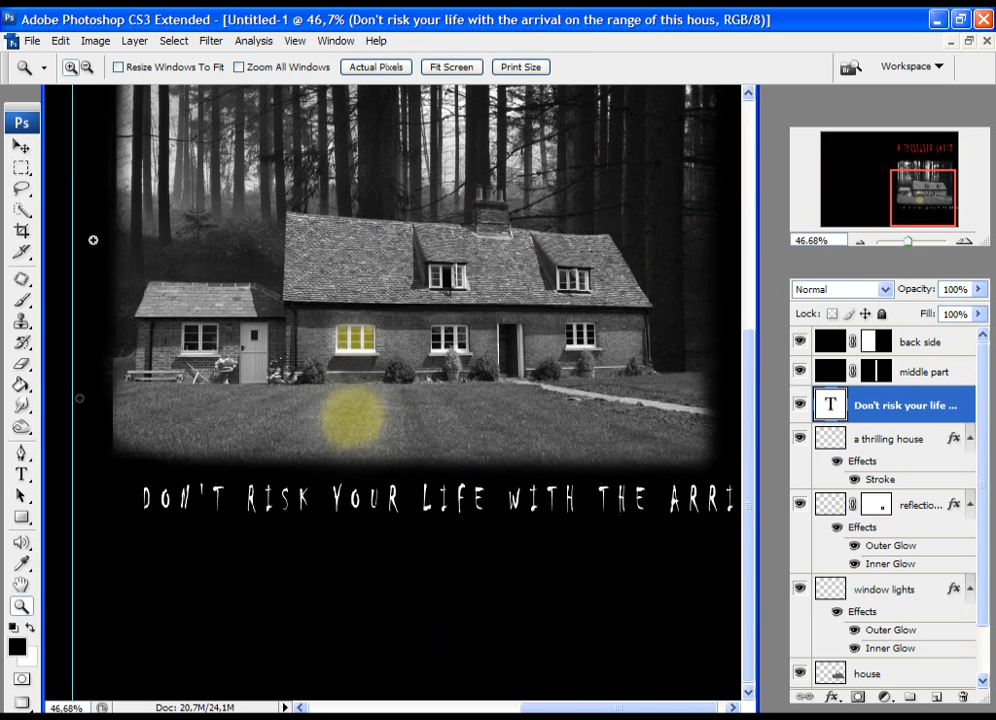 Adobe Photoshop CS3 Extended - [Untitled-1 @ 46,7% (Don't risk your life with the arrival on the range of this hous, RGB/8)]
File Edit Image Layer Select Filter Analysis View Window Help
Resize Windows To Fit Zoom All Windows Actual Pixels Fit Screen Print Size Workspace
Ps
46.68%
Normal Opacity: 100%
Lock: Fill: 100%
back side
middle part
T Don't risk your life ...
a thrilling house fx
Effects
Stroke
reflectio... fx
Effects
Outer Glow
Inner Glow
window lights fx
Effects
Outer Glow
Inner Glow
house
DON'T RISK YOUR LIFE WITH THE ARRI
46.68% Doc: 20,7M/24,1M